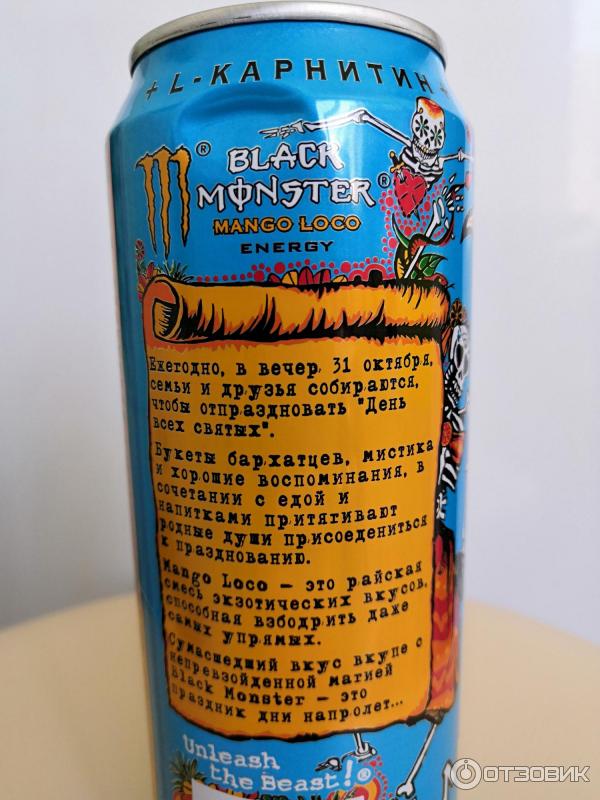 + L-КАРНИТИН
BLACK
MONSTER
MANGO LOCO
ENERGY
Ежегодно, в вечер 31 октября,
семьи и друзья собираются,
чтобы отпраздновать "День
всех святых".
Букеты бархатцев, мистика
и хорошие воспоминания, в
сочетании с едой и
напитками притягивают
родные души присоедениться
к празднованию.
Mango Loco — это райская
смесь экзотических вкусов,
способная взбодрить даже
самых упрямых.
Сумасшедший вкус вкупе с
непревзойденной магией
Black Monster — это
праздник дни напролет...
Unleash
the Beast!®
ОТЗОВИК